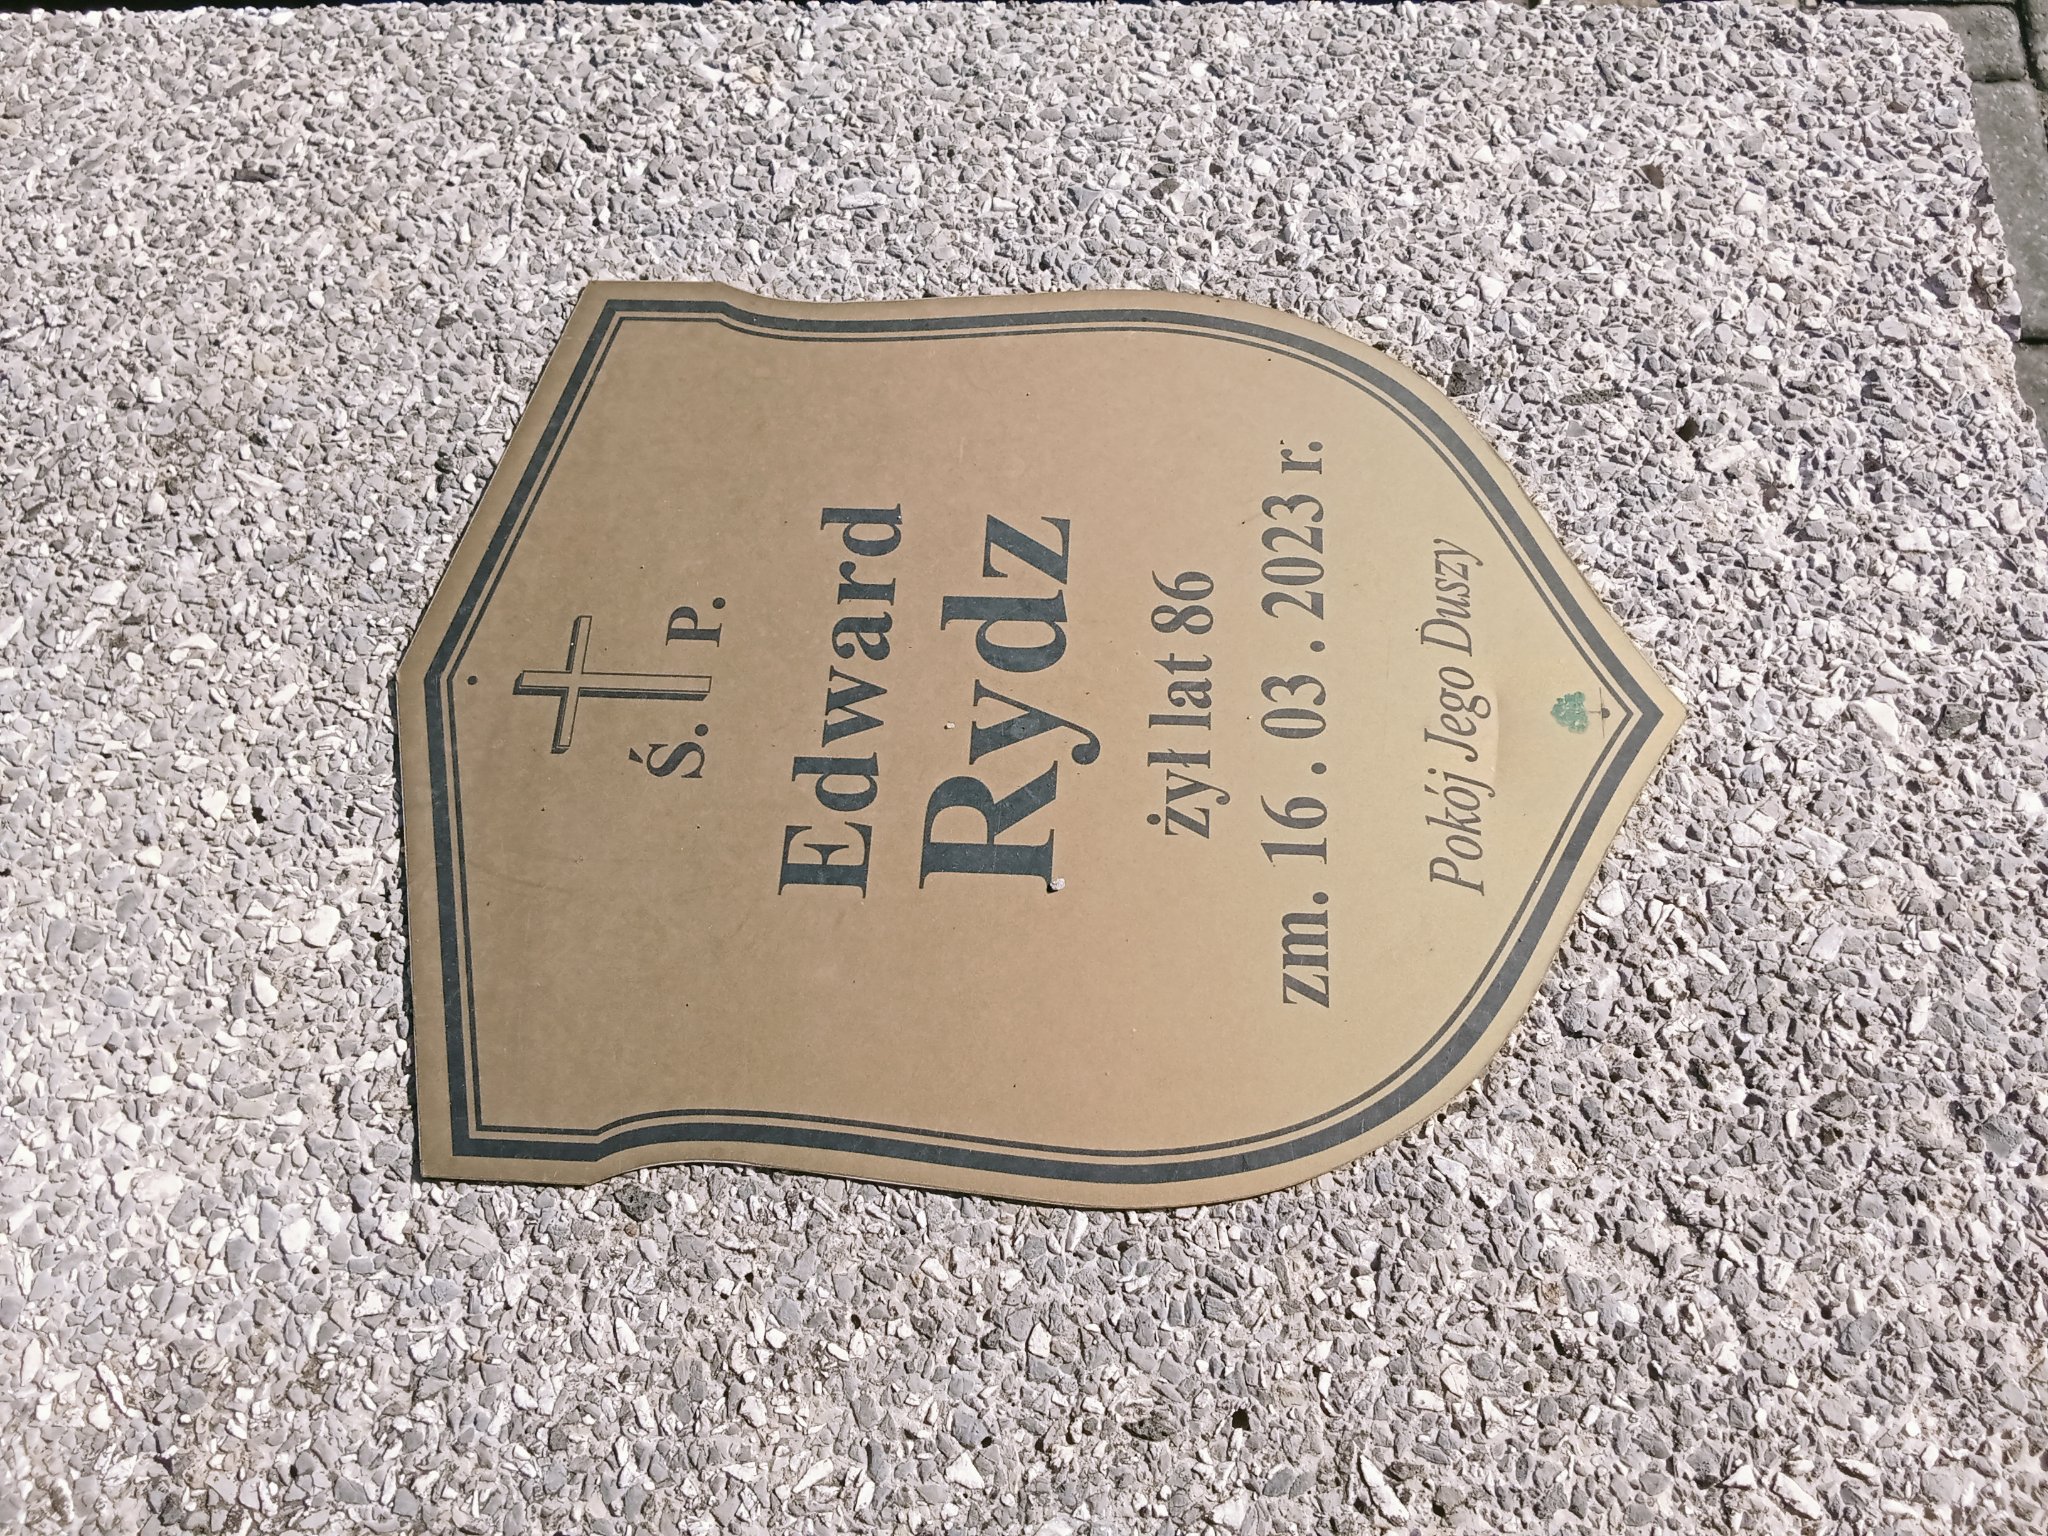 Ś. P.
Edward
Rydz
żył lat 86
zm. 16 . 03 . 2023 r.
Pokój Jego Duszy